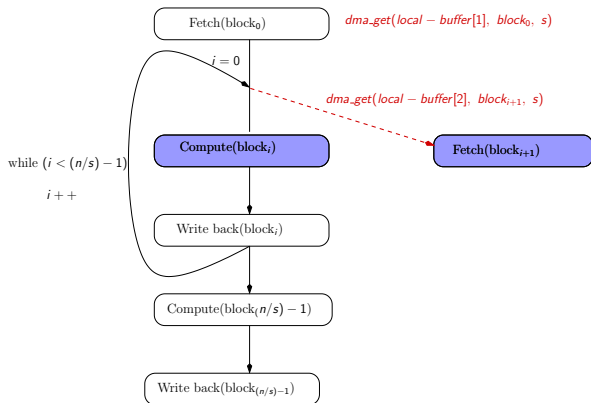 Fetch(block₀)
dma_get(local − buffer[1], block₀, s)
i = 0
dma_get(local − buffer[2], blockᵢ₊₁, s)
Compute(blockᵢ)
Fetch(blockᵢ₊₁)
while (i < (n/s) − 1)
i + +
Write back(blockᵢ)
Compute(block₍n/s) − 1)
Write back(block₍ₙ/ₛ₎₋₁)